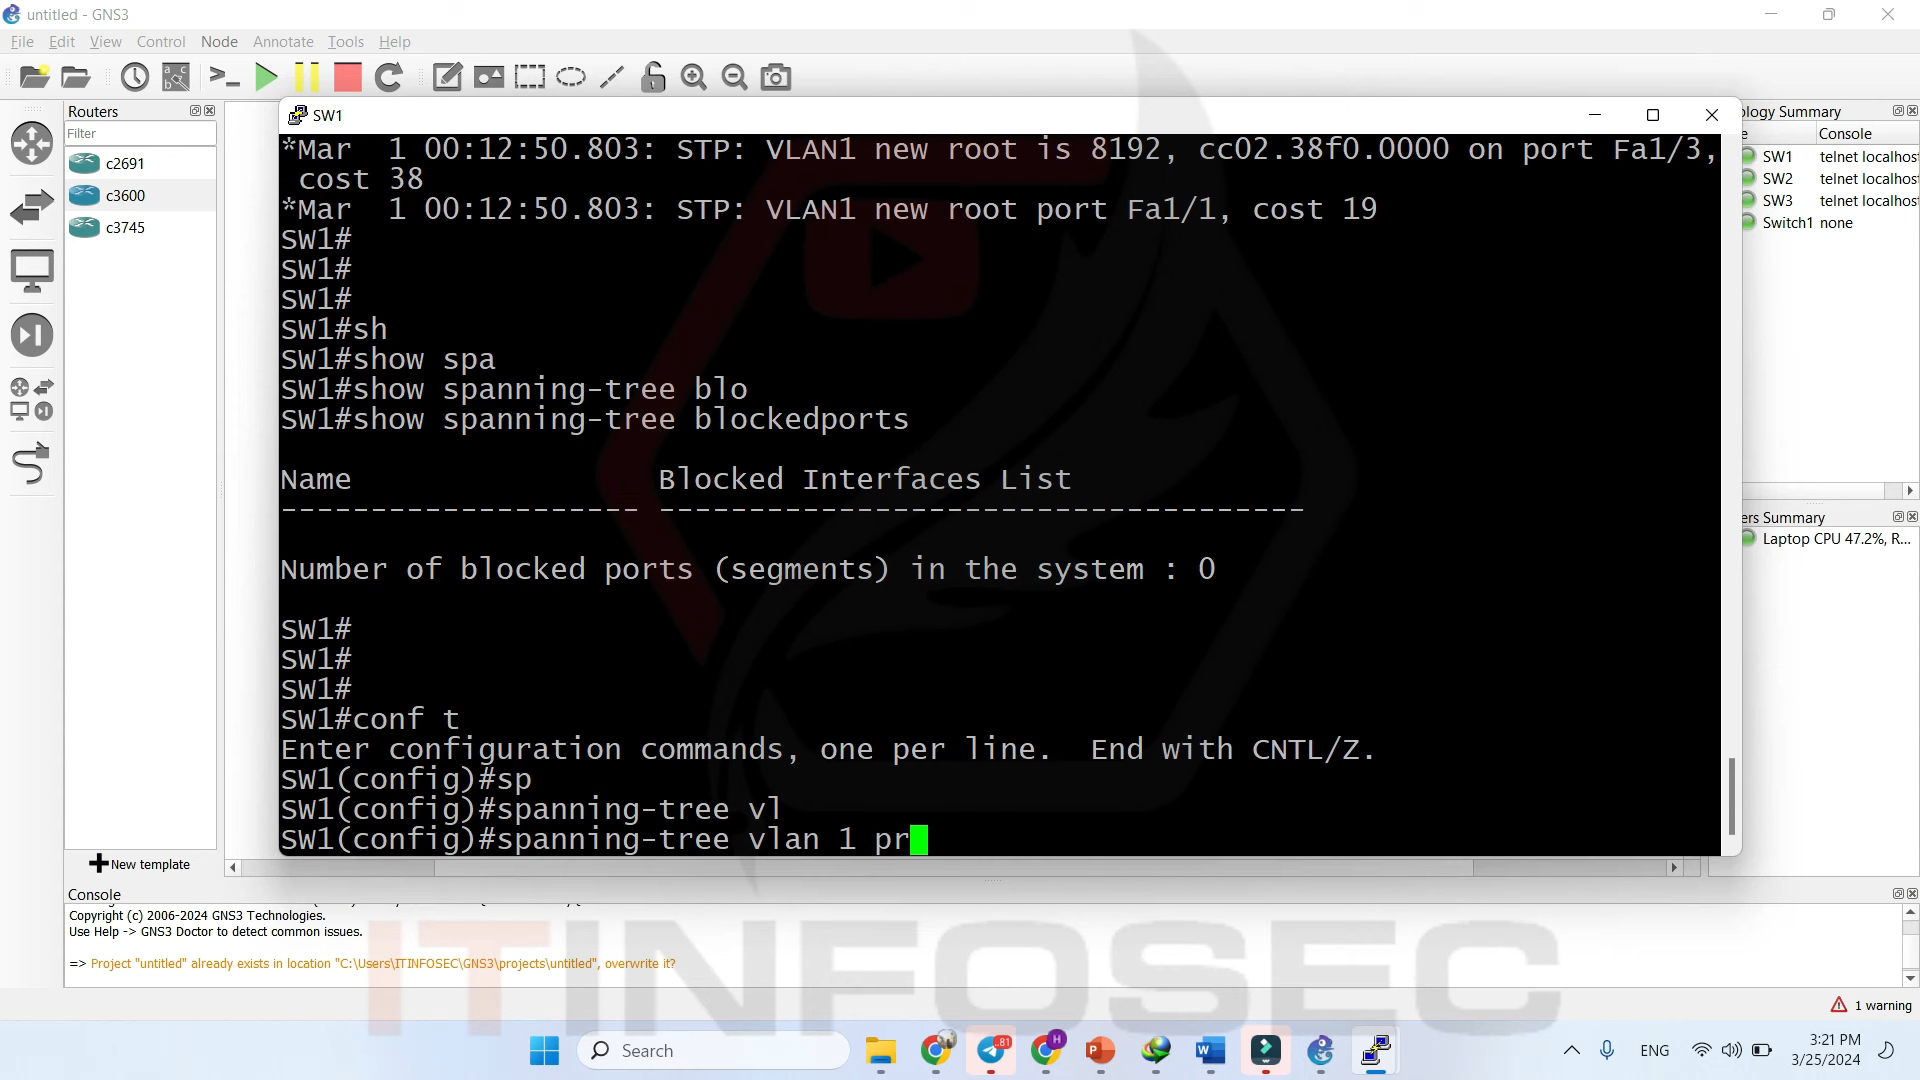 untitled - GNS3
File Edit View Control Node Annotate Tools Help
Routers
Filter
c2691
c3600
c3745
New template
SW1
*Mar  1 00:12:50.803: STP: VLAN1 new root is 8192, cc02.38f0.0000 on port Fa1/3,
cost 38
*Mar  1 00:12:50.803: STP: VLAN1 new root port Fa1/1, cost 19
SW1#
SW1#
SW1#
SW1#sh
SW1#show spa
SW1#show spanning-tree blo
SW1#show spanning-tree blockedports
Name                 Blocked Interfaces List
-------------------- ------------------------------------
Number of blocked ports (segments) in the system : 0
SW1#
SW1#
SW1#
SW1#conf t
Enter configuration commands, one per line.  End with CNTL/Z.
SW1(config)#sp
SW1(config)#spanning-tree vl
SW1(config)#spanning-tree vlan 1 pr
ology Summary
e Console
SW1 telnet localhos
SW2 telnet localhos
SW3 telnet localhos
Switch1 none
ers Summary
Laptop CPU 47.2%, R...
Console
Copyright (c) 2006-2024 GNS3 Technologies.
Use Help -> GNS3 Doctor to detect common issues.
=> Project "untitled" already exists in location "C:\Users\ITINFOSEC\GNS3\projects\untitled", overwrite it?
ITINFOSEC
1 warning
Search
81
H
ENG
3:21 PM
3/25/2024